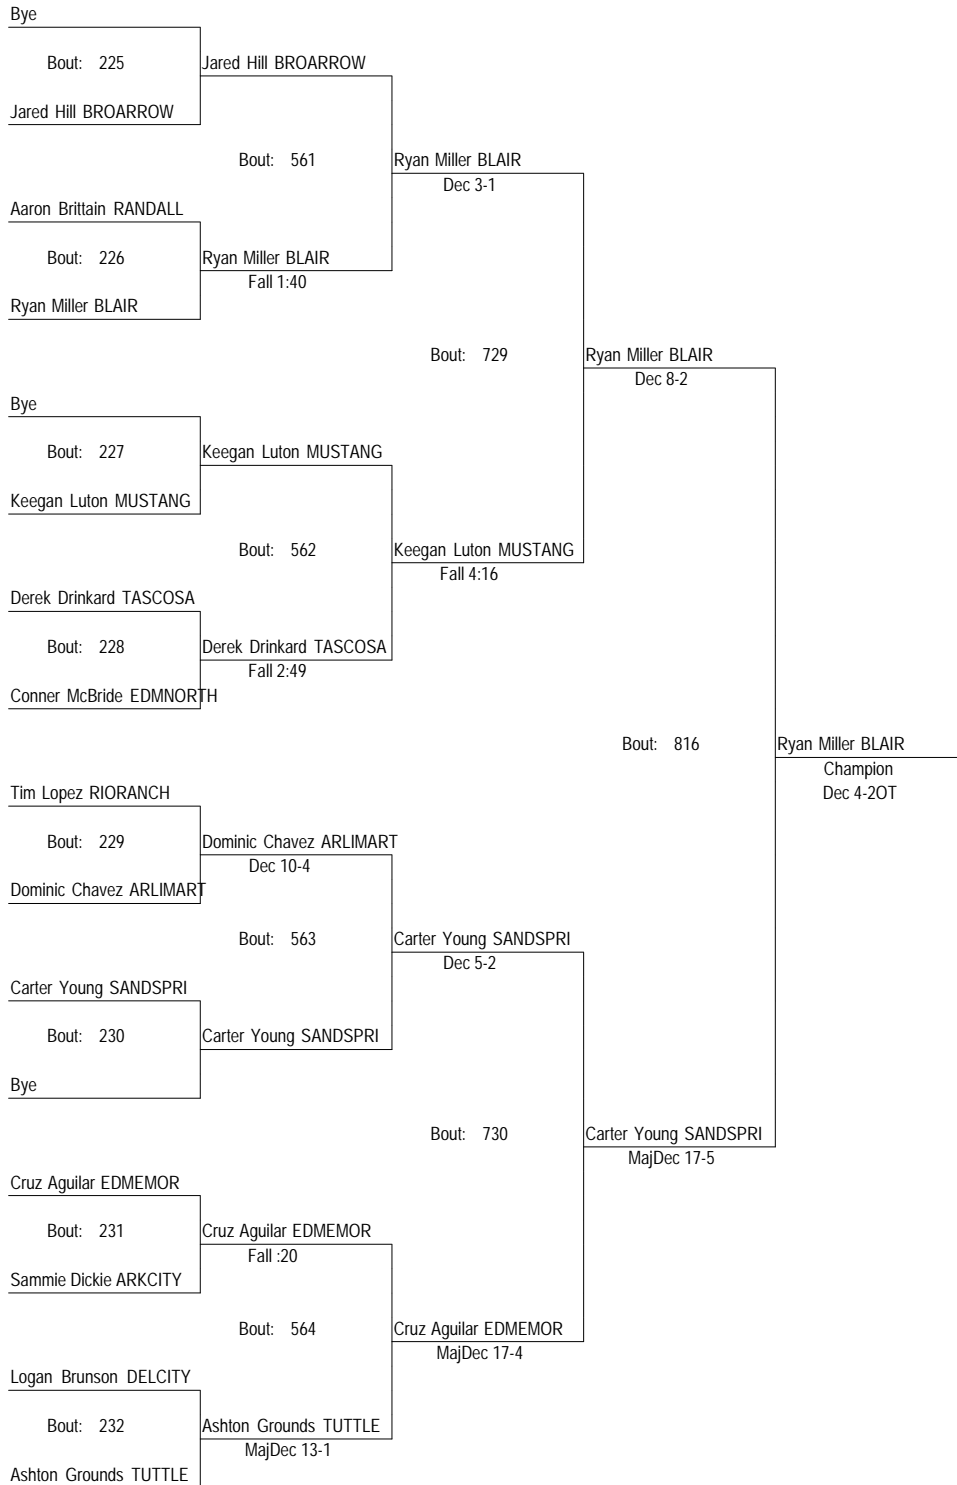 Bye
Bout: 225
Jared Hill BROARROW
Jared Hill BROARROW
Bout: 561
Ryan Miller BLAIR
Dec 3-1
Aaron Brittain RANDALL
Bout: 226
Ryan Miller BLAIR
Fall 1:40
Ryan Miller BLAIR
Bout: 729
Ryan Miller BLAIR
Dec 8-2
Bye
Bout: 227
Keegan Luton MUSTANG
Keegan Luton MUSTANG
Bout: 562
Keegan Luton MUSTANG
Fall 4:16
Derek Drinkard TASCOSA
Bout: 228
Derek Drinkard TASCOSA
Fall 2:49
Conner McBride EDMNORTH
Bout: 816
Ryan Miller BLAIR
Champion
Dec 4-2OT
Tim Lopez RIORANCH
Bout: 229
Dominic Chavez ARLIMART
Dec 10-4
Dominic Chavez ARLIMART
Bout: 563
Carter Young SANDSPRI
Dec 5-2
Carter Young SANDSPRI
Bout: 230
Carter Young SANDSPRI
Bye
Bout: 730
Carter Young SANDSPRI
MajDec 17-5
Cruz Aguilar EDMEMOR
Bout: 231
Cruz Aguilar EDMEMOR
Fall :20
Sammie Dickie ARKCITY
Bout: 564
Cruz Aguilar EDMEMOR
MajDec 17-4
Logan Brunson DELCITY
Bout: 232
Ashton Grounds TUTTLE
MajDec 13-1
Ashton Grounds TUTTLE